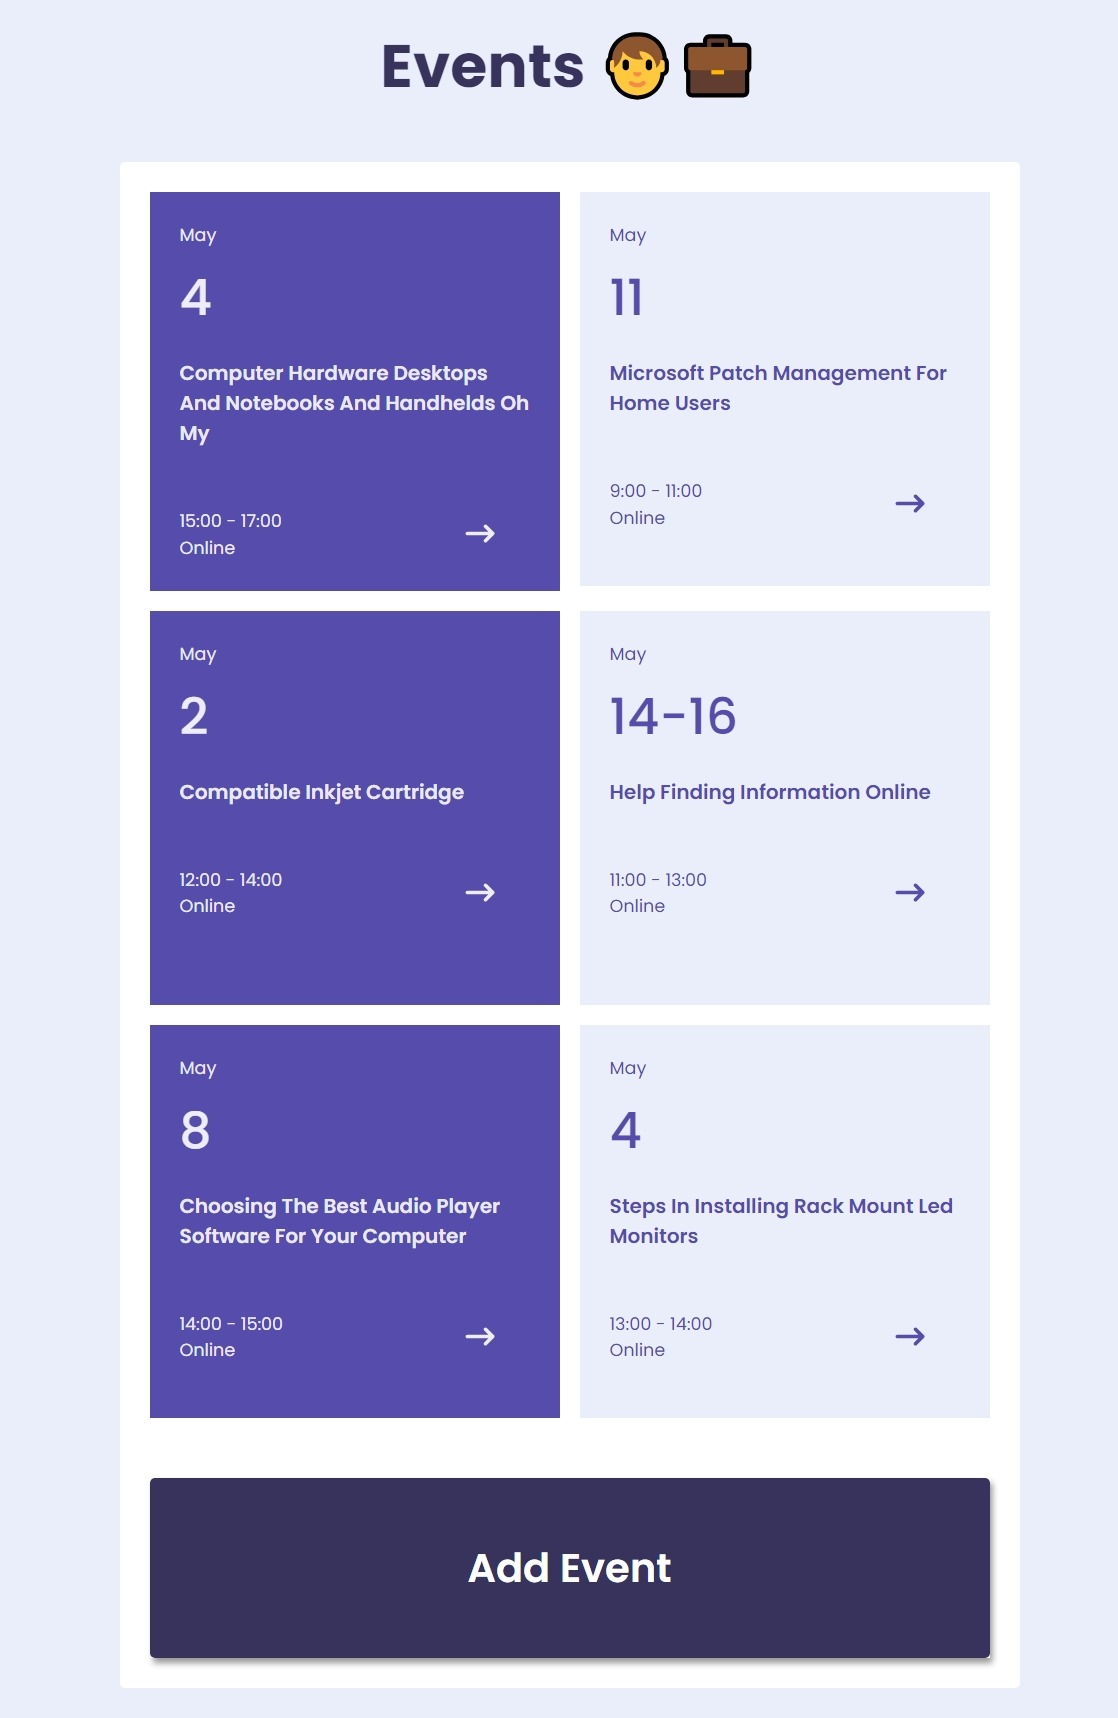 Events
May
4
Computer Hardware Desktops
And Notebooks And Handhelds Oh
My
15:00 - 17:00
Online
May
11
Microsoft Patch Management For
Home Users
9:00 - 11:00
Online
May
2
Compatible Inkjet Cartridge
12:00 - 14:00
Online
May
14-16
Help Finding Information Online
11:00 - 13:00
Online
May
8
Choosing The Best Audio Player
Software For Your Computer
14:00 - 15:00
Online
May
4
Steps In Installing Rack Mount Led
Monitors
13:00 - 14:00
Online
Add Event